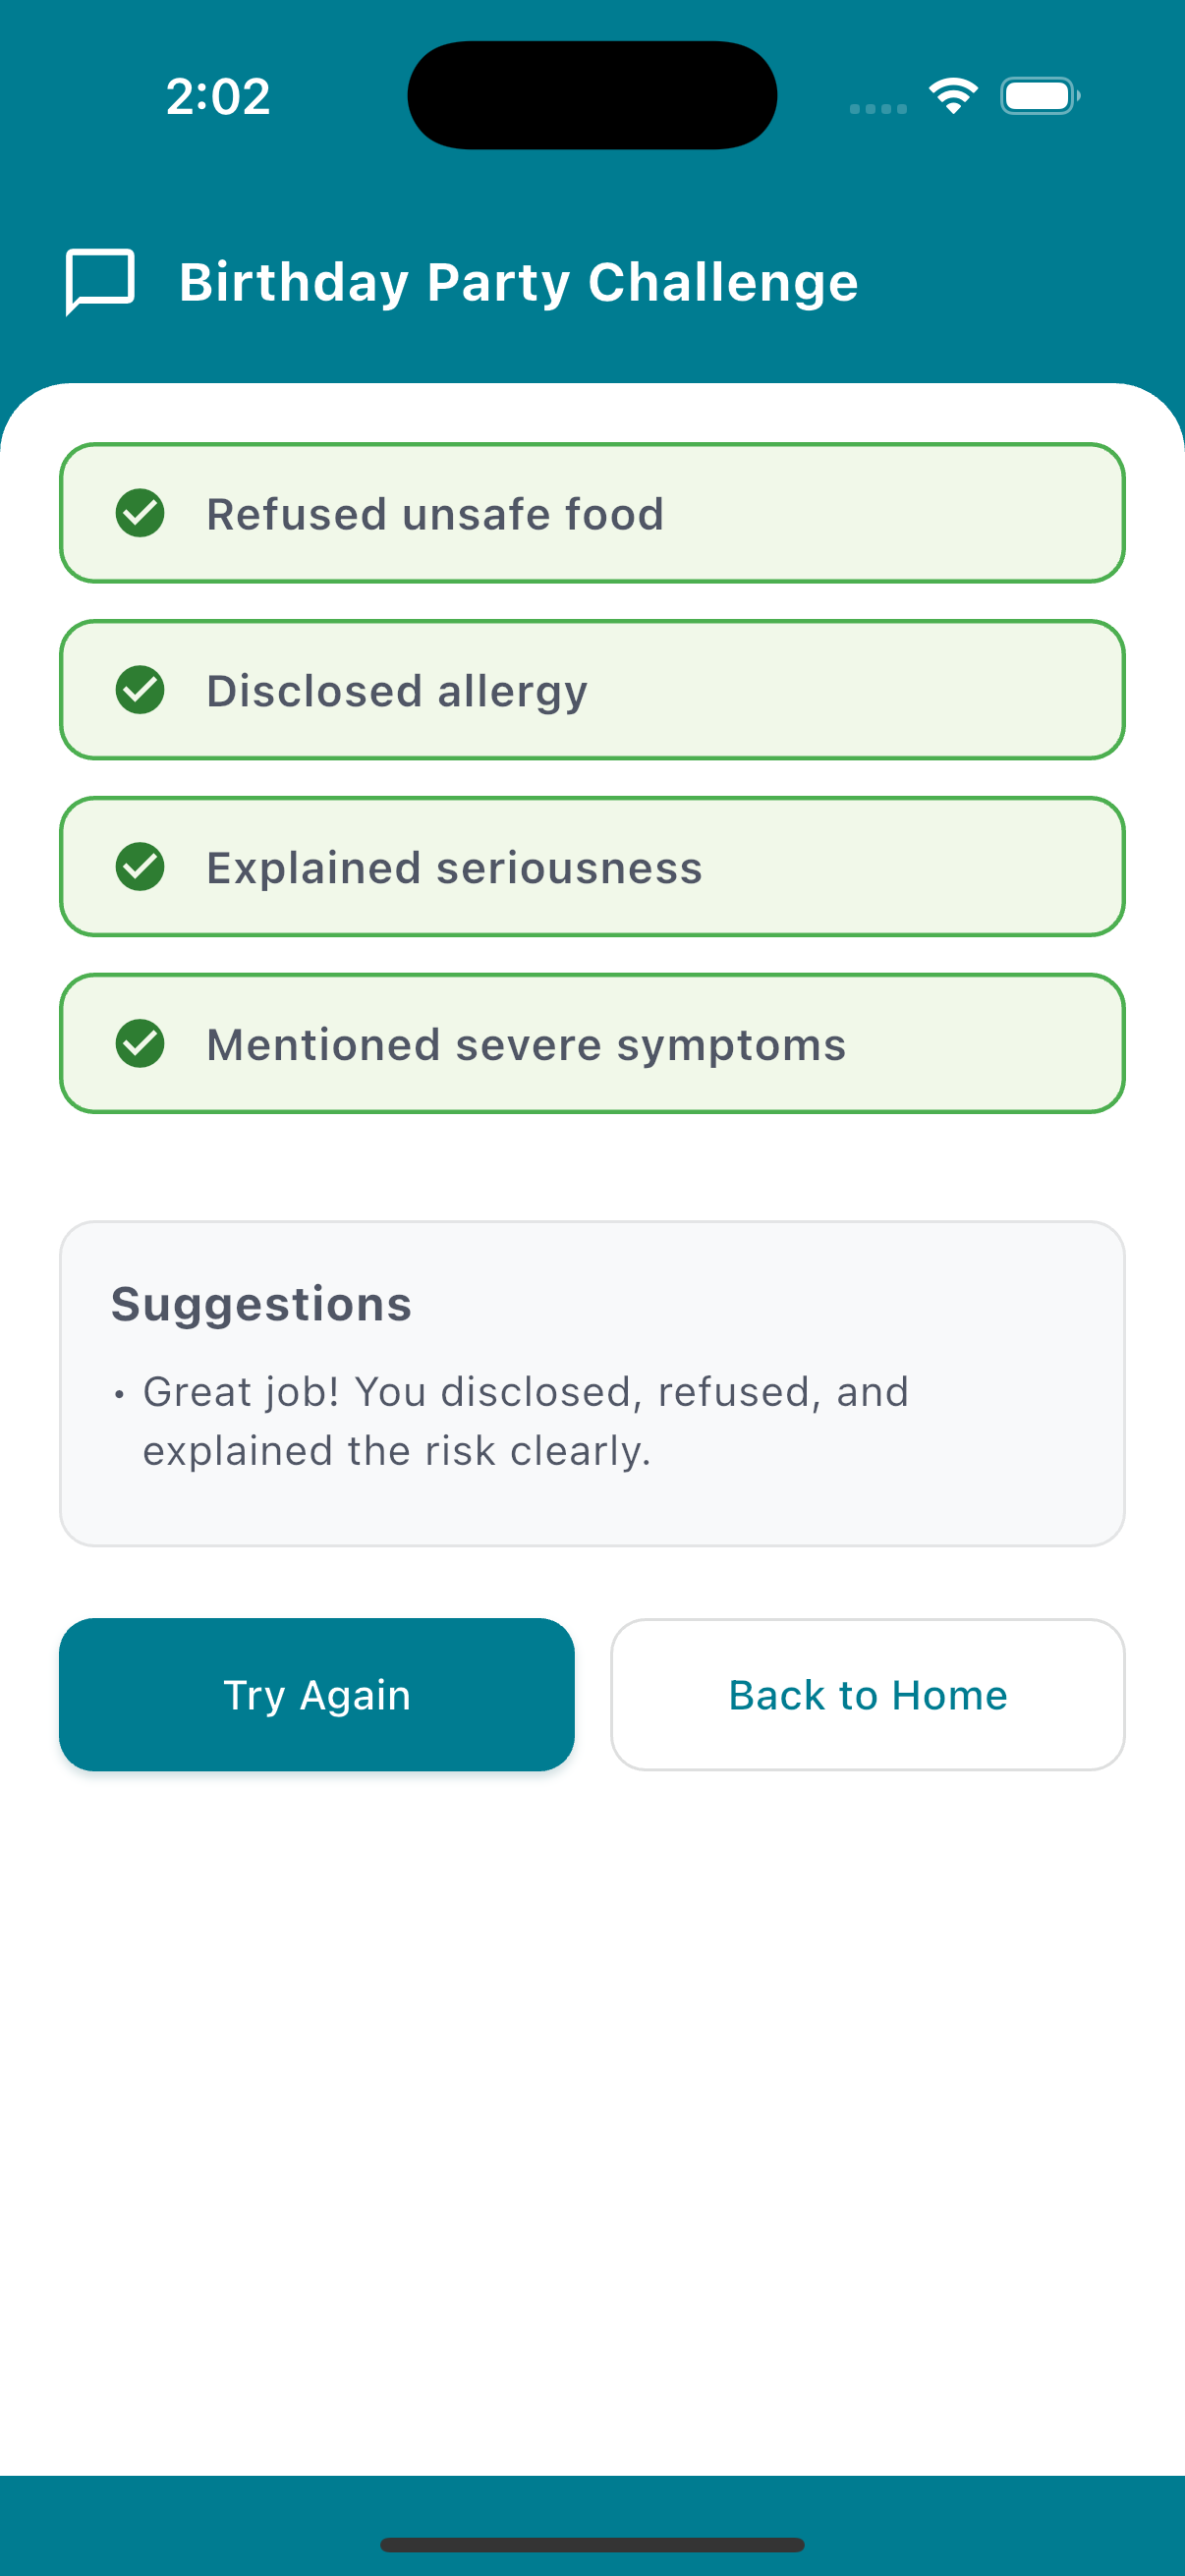 2:02
Birthday Party Challenge
Refused unsafe food
Disclosed allergy
Explained seriousness
Mentioned severe symptoms
Suggestions
• Great job! You disclosed, refused, and
explained the risk clearly.
Try Again
Back to Home